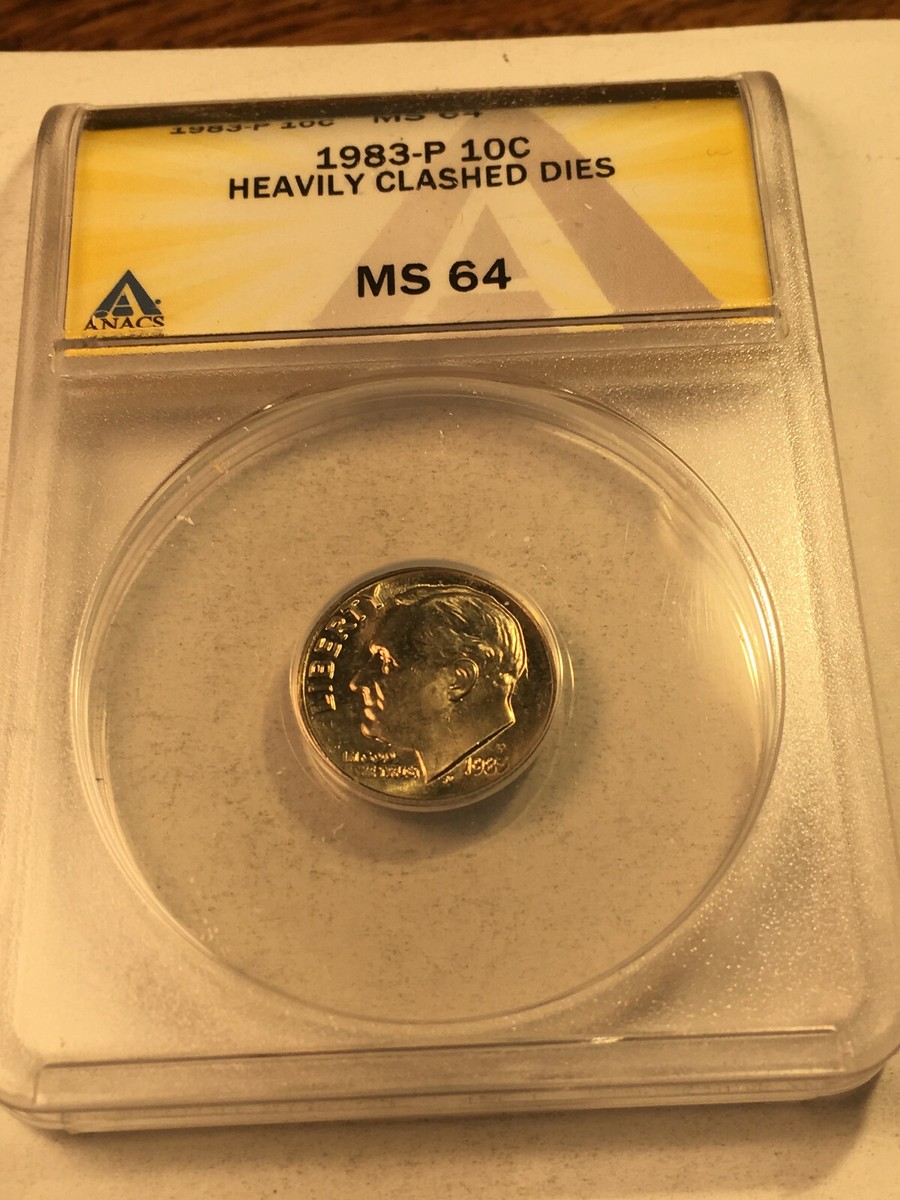 1983-P 10C MS 64
1983-P 10C
HEAVILY CLASHED DIES
MS 64
ANACS
LIBERTY
IN GOD
WE TRUST
P
1983